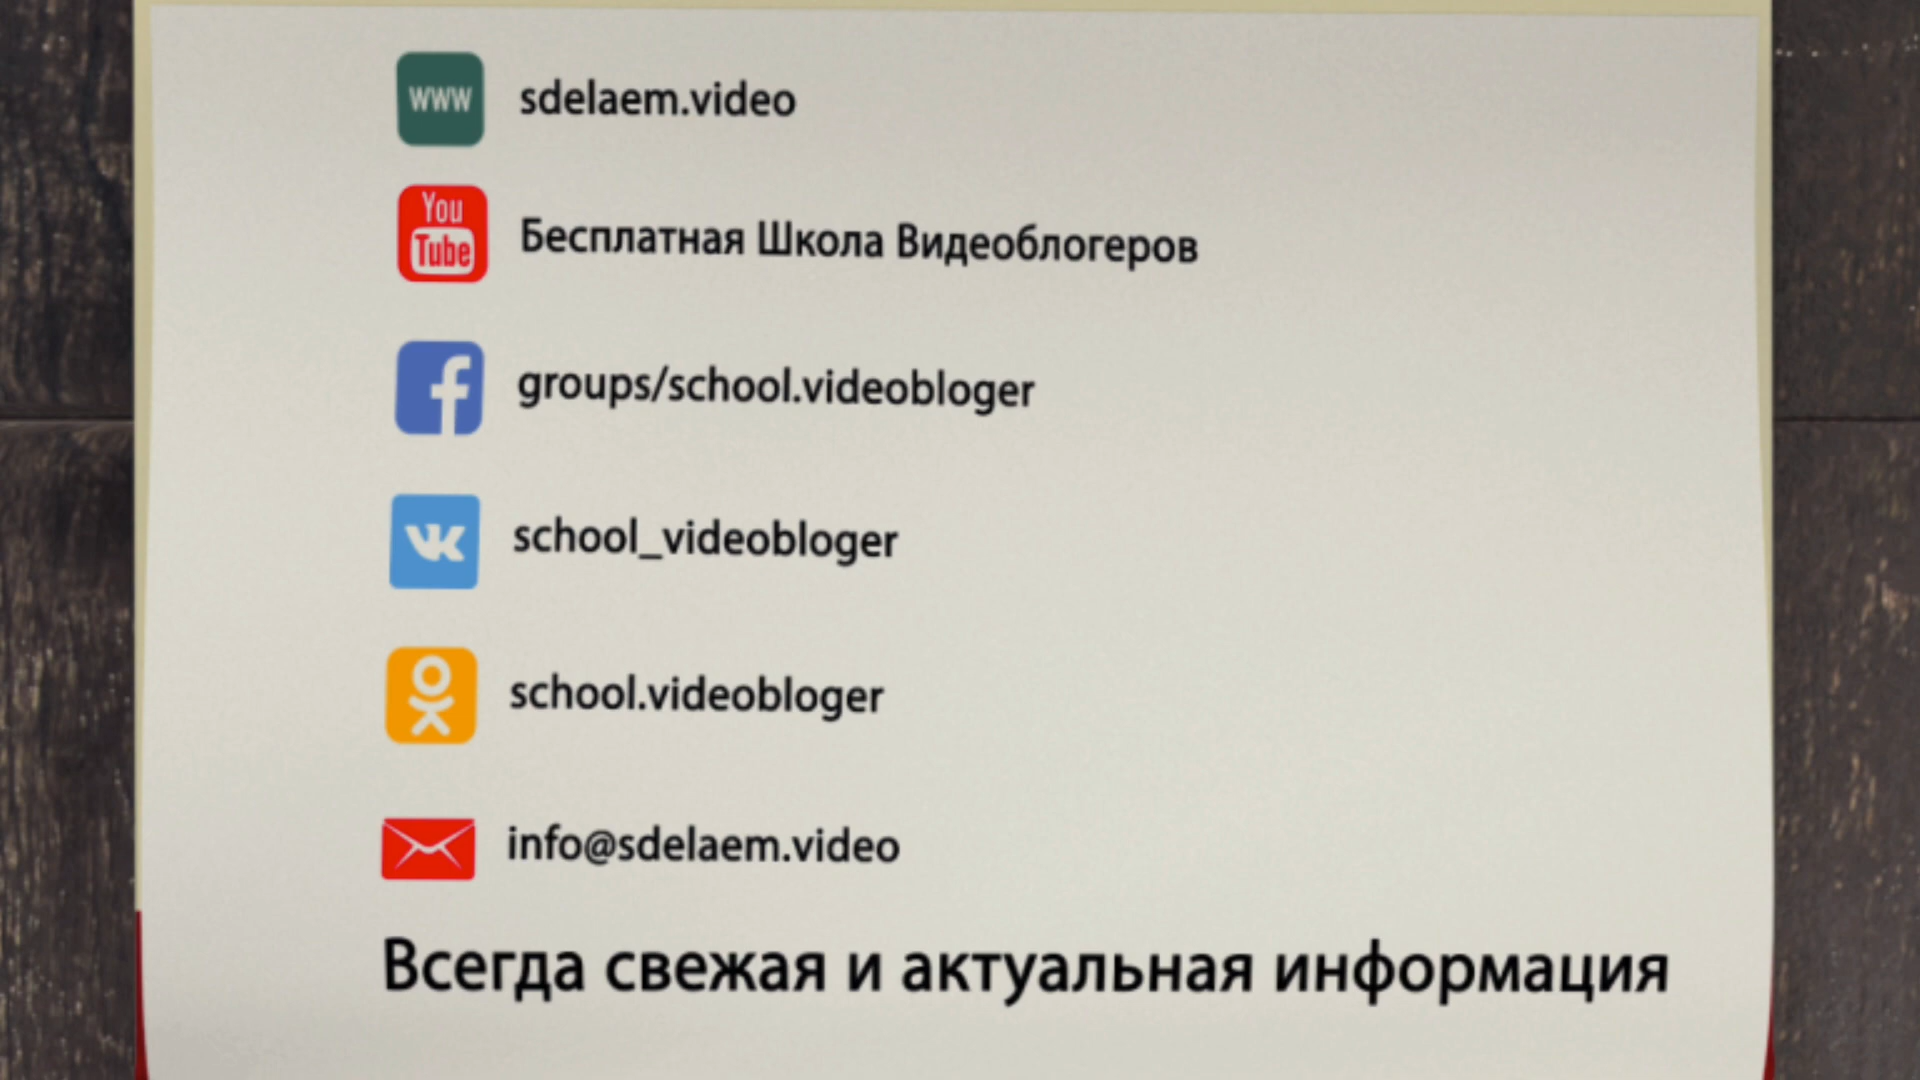 www sdelaem.video
You Tube Бесплатная Школа Видеоблогеров
groups/school.videobloger
school_videobloger
school.videobloger
info@sdelaem.video
Всегда свежая и актуальная информация